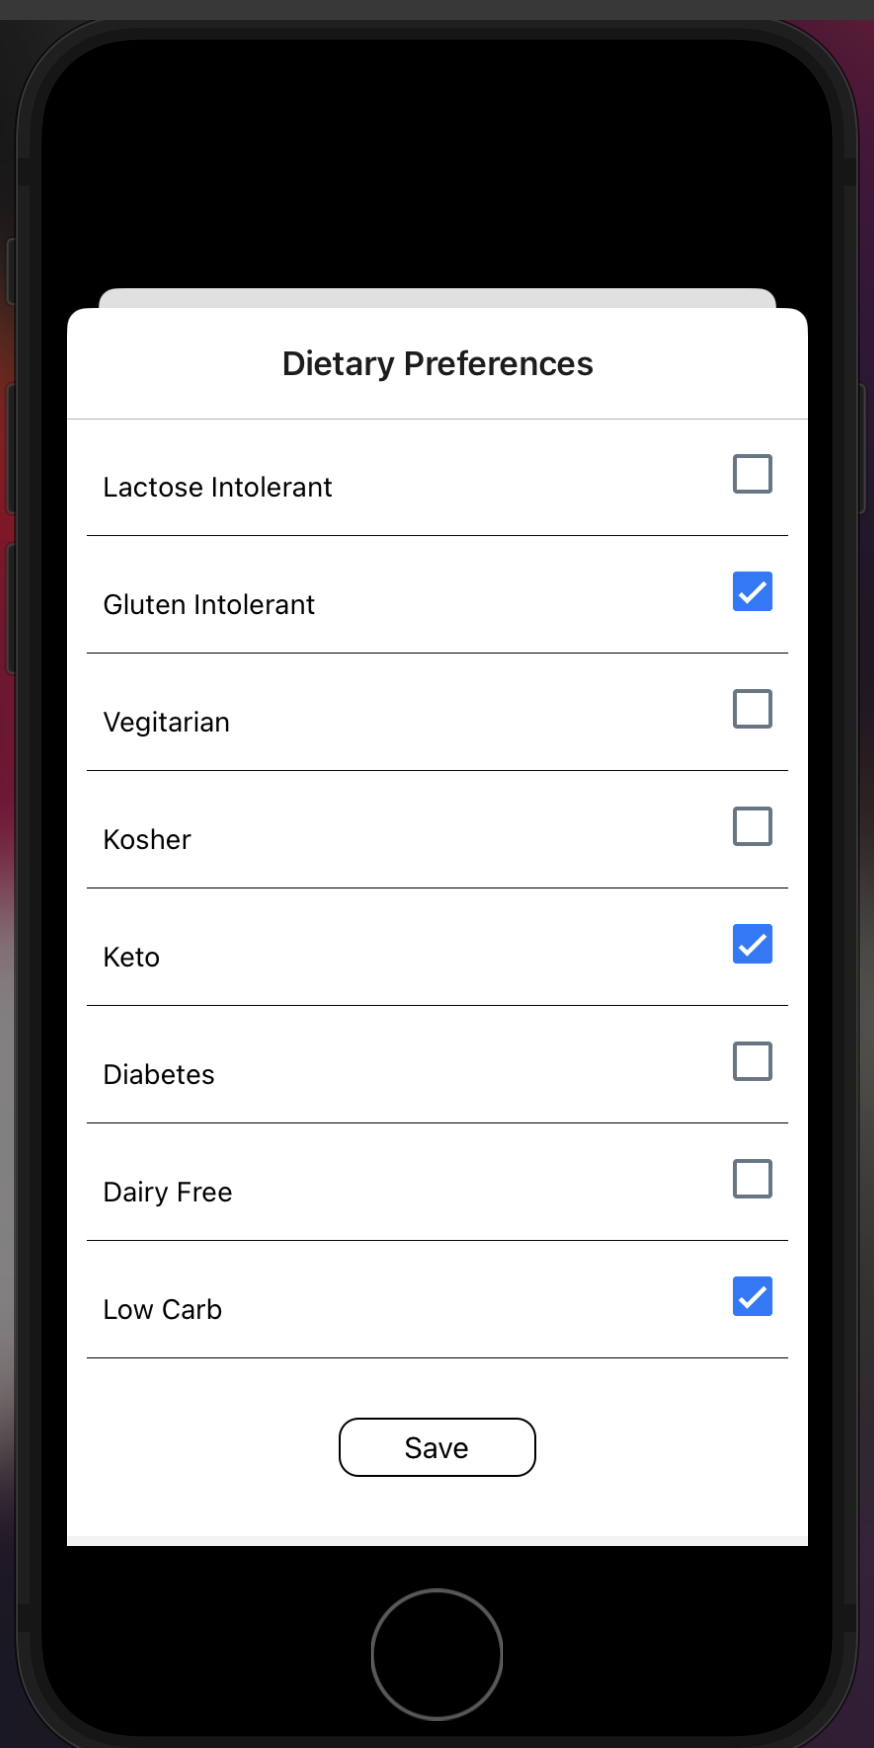 Dietary Preferences
Lactose Intolerant
Gluten Intolerant
Vegitarian
Kosher
Keto
Diabetes
Dairy Free
Low Carb
Save